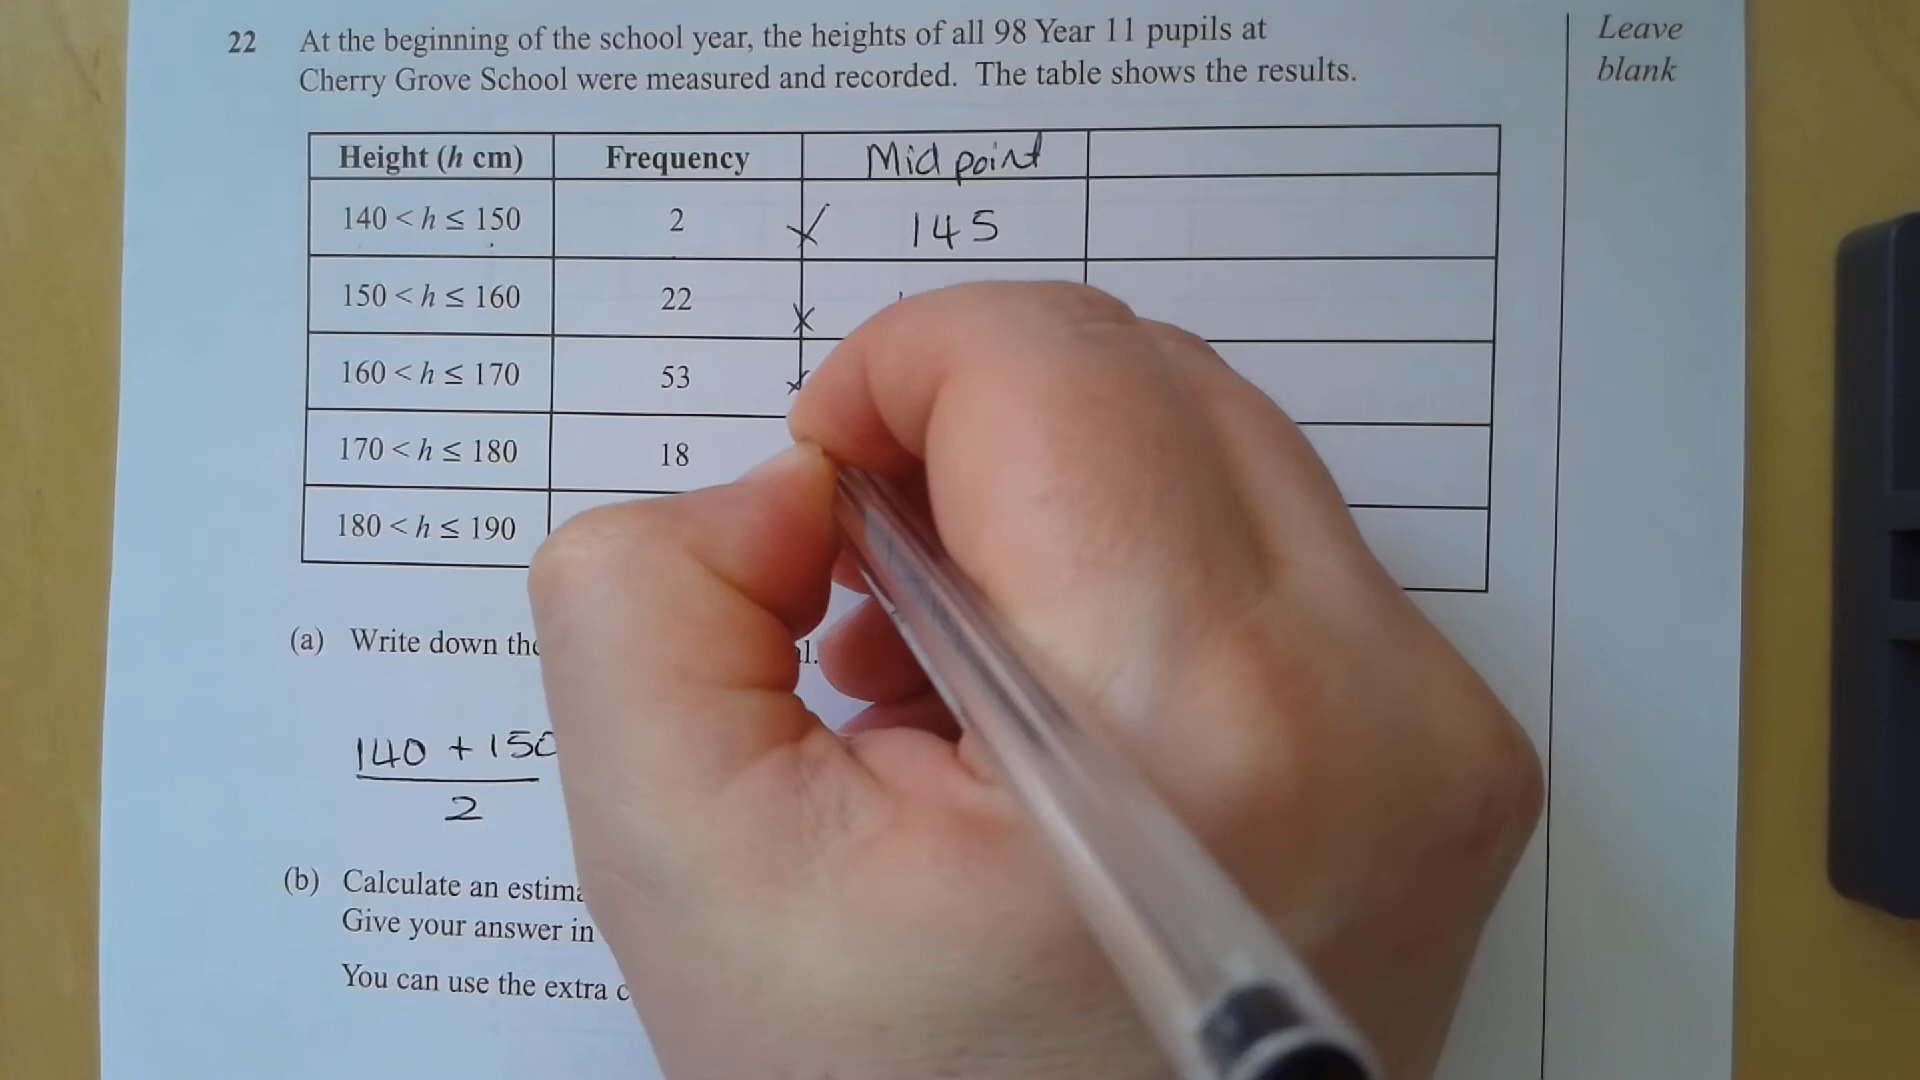 22 At the beginning of the school year, the heights of all 98 Year 11 pupils at
Cherry Grove School were measured and recorded. The table shows the results.
Leave
blank
Height (h cm) Frequency Mid point
140 < h ≤ 150 2 × 145
150 < h ≤ 160 22 ×
160 < h ≤ 170 53 ×
170 < h ≤ 180 18
180 < h ≤ 190
(a) Write down the
140 + 150
2
(b) Calculate an
Give your answer in
You can use the extra